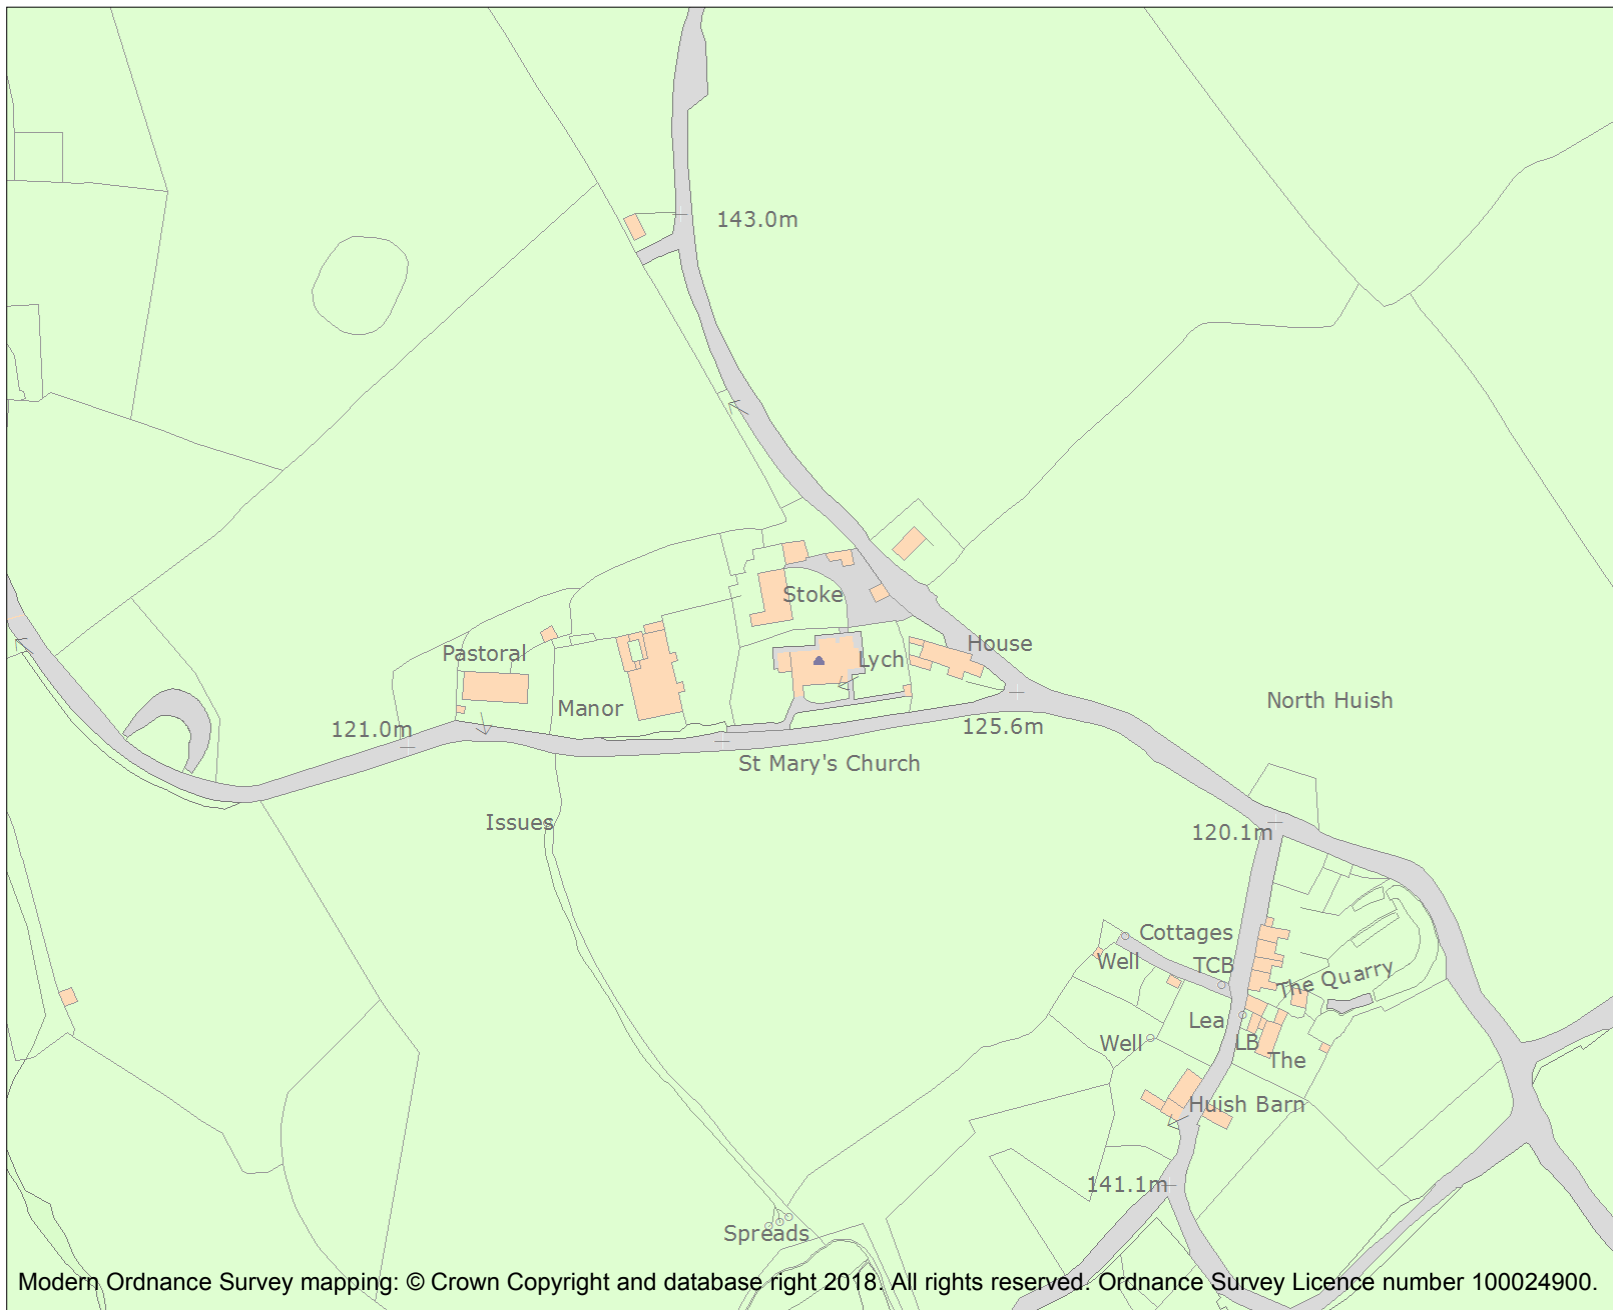 143.0m
Stoke
House
Pastoral
Lych
North Huish
Manor
121.0m
125.6m
St Mary's Church
Issues
120.1m
Cottages
Well
TCB
The Quarry
Lea
Well
LB
The
Huish Barn
141.1m
Spreads
Modern Ordnance Survey mapping: © Crown Copyright and database right 2018. All rights reserved. Ordnance Survey Licence number 100024900.